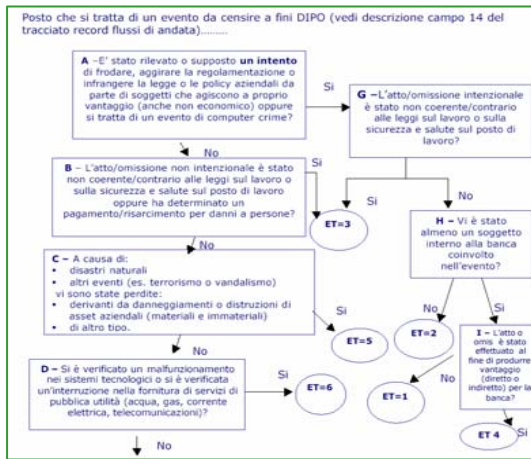 Posto che si tratta di un evento da censire a fini DIPO (vedi descrizione campo 14 del
tracciato record flussi di andata)………
A –E' stato rilevato o supposto un intento
di frodare, aggirare la regolamentazione o
infrangere la legge o le policy aziendali da
parte di soggetti che agiscono a proprio
vantaggio (anche non economico) oppure
si tratta di un evento di computer crime?
Si
G –L'atto/omissione intenzionale
è stato non coerente/contrario
alle leggi sul lavoro o sulla
sicurezza e salute sul posto di
lavoro?
No
B – L'atto/omissione non intenzionale è stato
non coerente/contrario alle leggi sul lavoro o
sulla sicurezza e salute sul posto di lavoro
oppure ha determinato un
pagamento/risarcimento per danni a persone?
Si
Si
No
ET=3
H – Vi è stato
almeno un soggetto
interno alla banca
coinvolto
nell'evento?
No
C – A causa di:
• disastri naturali
• altri eventi (es. terrorismo o vandalismo)
vi sono state perdite:
• derivanti da danneggiamenti o distruzioni di
asset aziendali (materiali e immateriali)
• di altro tipo.
Si
ET=5
No
ET=2
Si
I – L'atto o
omis è stato
effettuato al
fine di produrre
vantaggio
(diretto o
indiretto) per la
banca?
No
D – Si è verificato un malfunzionamento
nei sistemi tecnologici o si è verificata
un'interruzione nella fornitura di servizi di
pubblica utilità (acqua, gas, corrente
elettrica, telecomunicazioni)?
Si
ET=6
No
ET=1
Si
ET 4
No